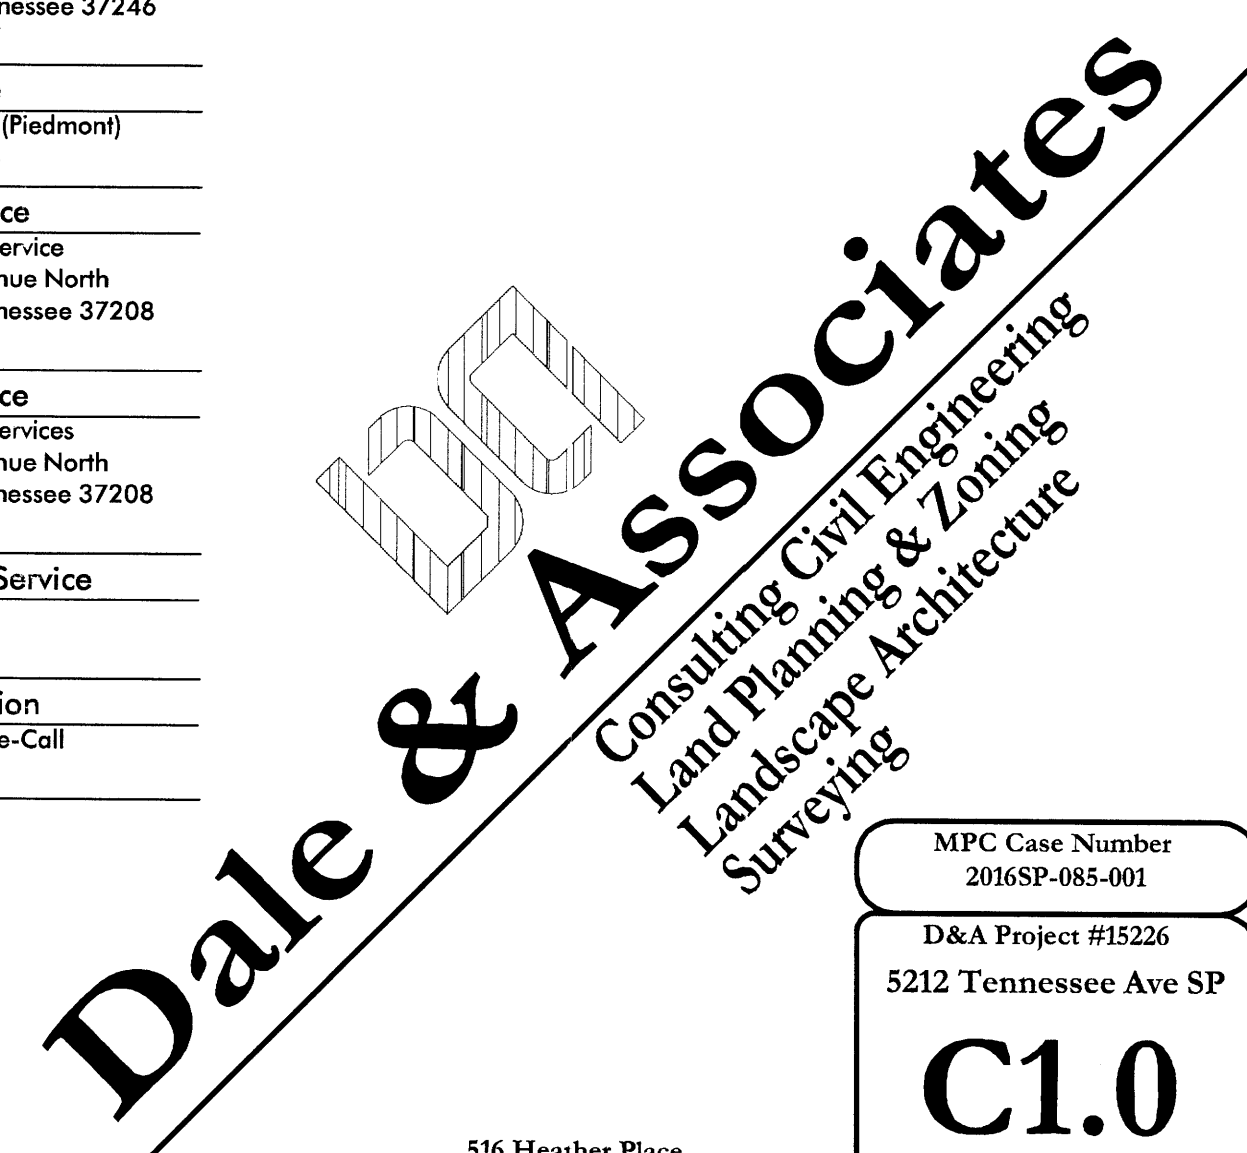 nessee 37246
(Piedmont)
ce
ervice
nue North
nessee 37208
ce
ervices
nue North
nessee 37208
Service
ion
e-Call
Dale & Associates
Consulting Civil Engineering
Land Planning & Zoning
Landscape Architecture
Surveying
MPC Case Number
2016SP-085-001
D&A Project #15226
5212 Tennessee Ave SP
C1.0
516 Heather Place